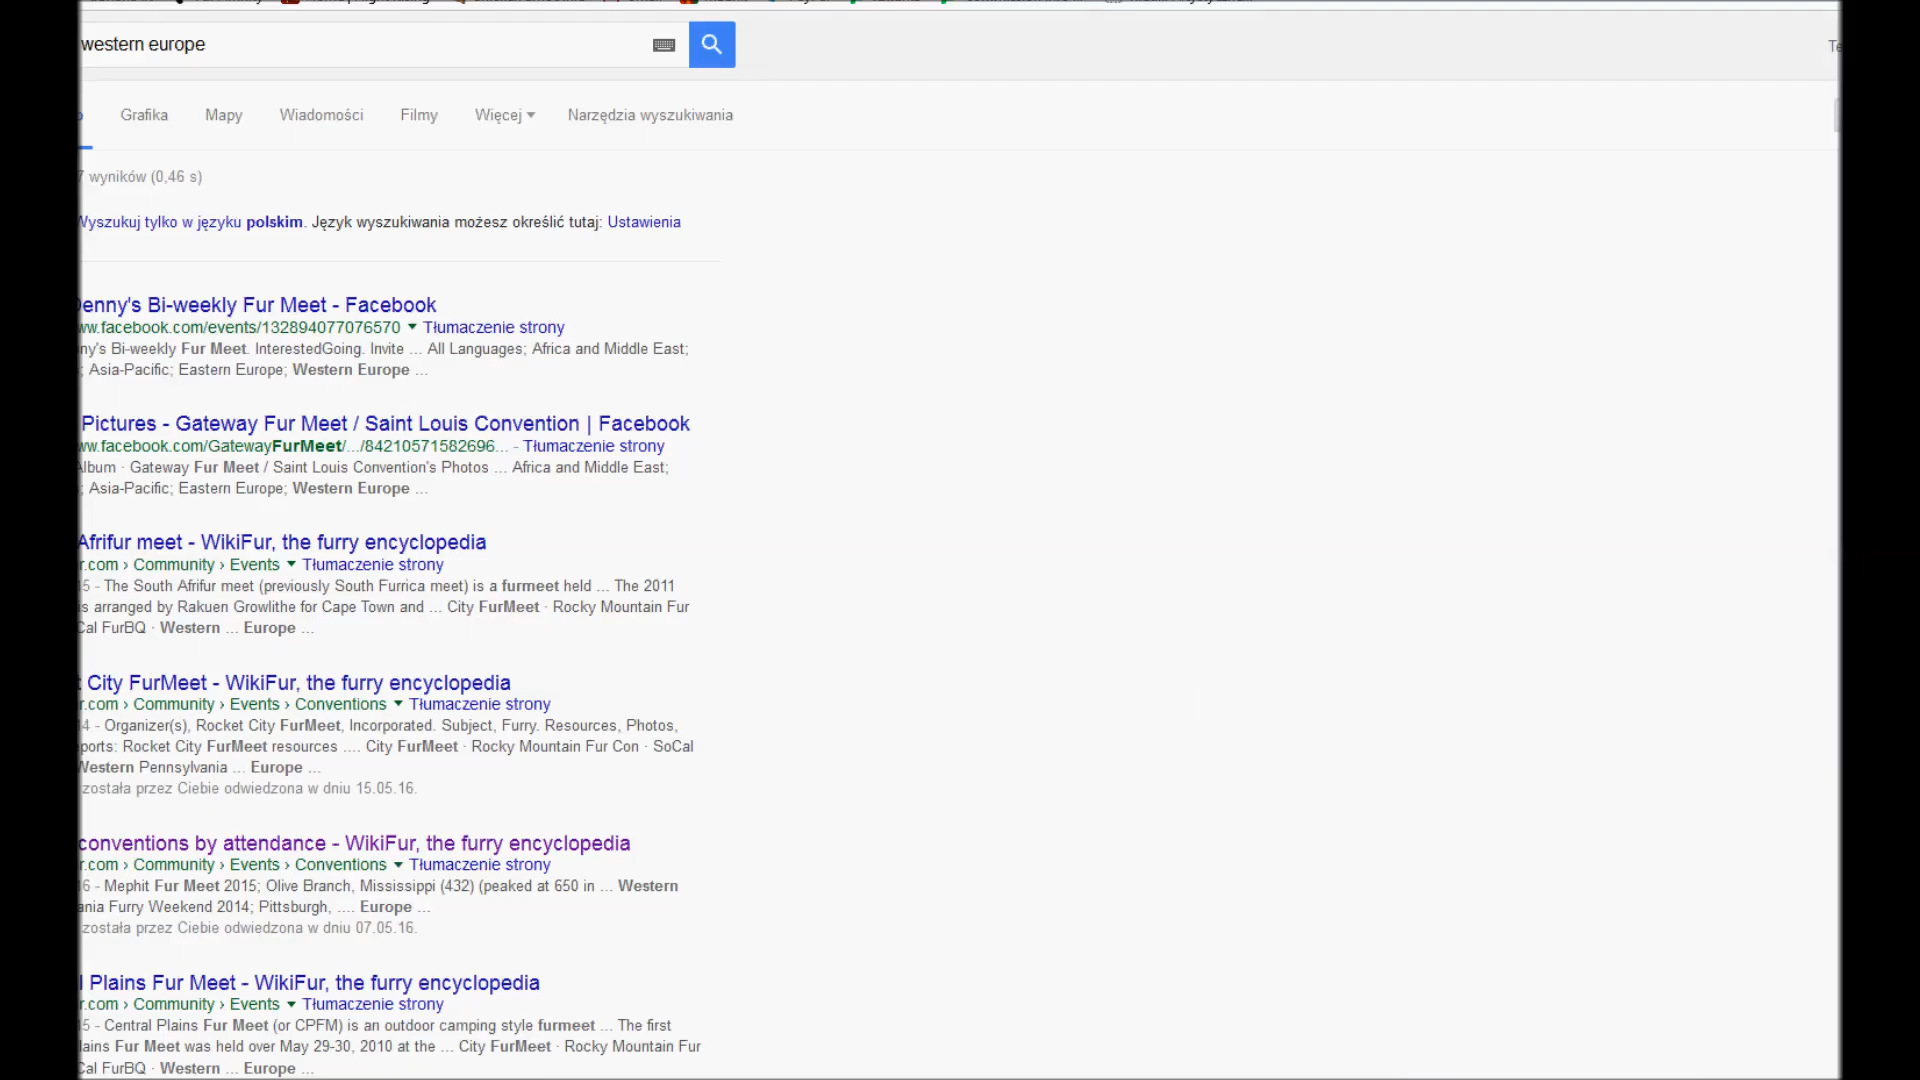 western europe
Te
Grafika Mapy Wiadomości Filmy Więcej Narzędzia wyszukiwania
7 wyników (0,46 s)
Wyszukuj tylko w języku polskim. Język wyszukiwania możesz określić tutaj: Ustawienia
Denny's Bi-weekly Fur Meet - Facebook
ww.facebook.com/events/132894077076570 Tłumaczenie strony
ny's Bi-weekly Fur Meet. InterestedGoing. Invite ... All Languages; Africa and Middle East;
; Asia-Pacific; Eastern Europe; Western Europe ...
Pictures - Gateway Fur Meet / Saint Louis Convention | Facebook
ww.facebook.com/GatewayFurMeet/.../84210571582696... - Tłumaczenie strony
Album · Gateway Fur Meet / Saint Louis Convention's Photos ... Africa and Middle East;
; Asia-Pacific; Eastern Europe; Western Europe ...
Afrifur meet - WikiFur, the furry encyclopedia
r.com › Community › Events Tłumaczenie strony
15 - The South Afrifur meet (previously South Furrica meet) is a furmeet held ... The 2011
s arranged by Rakuen Growlithe for Cape Town and ... City FurMeet · Rocky Mountain Fur
Cal FurBQ · Western ... Europe ...
t City FurMeet - WikiFur, the furry encyclopedia
r.com › Community › Events › Conventions Tłumaczenie strony
14 - Organizer(s), Rocket City FurMeet, Incorporated. Subject, Furry. Resources, Photos,
ports: Rocket City FurMeet resources .... City FurMeet · Rocky Mountain Fur Con · SoCal
Western Pennsylvania ... Europe ...
została przez Ciebie odwiedzona w dniu 15.05.16.
conventions by attendance - WikiFur, the furry encyclopedia
r.com › Community › Events › Conventions Tłumaczenie strony
16 - Mephit Fur Meet 2015; Olive Branch, Mississippi (432) (peaked at 650 in ... Western
ania Furry Weekend 2014; Pittsburgh, .... Europe ...
została przez Ciebie odwiedzona w dniu 07.05.16.
l Plains Fur Meet - WikiFur, the furry encyclopedia
r.com › Community › Events Tłumaczenie strony
15 - Central Plains Fur Meet (or CPFM) is an outdoor camping style furmeet ... The first
lains Fur Meet was held over May 29-30, 2010 at the ... City FurMeet · Rocky Mountain Fur
Cal FurBQ · Western ... Europe ...